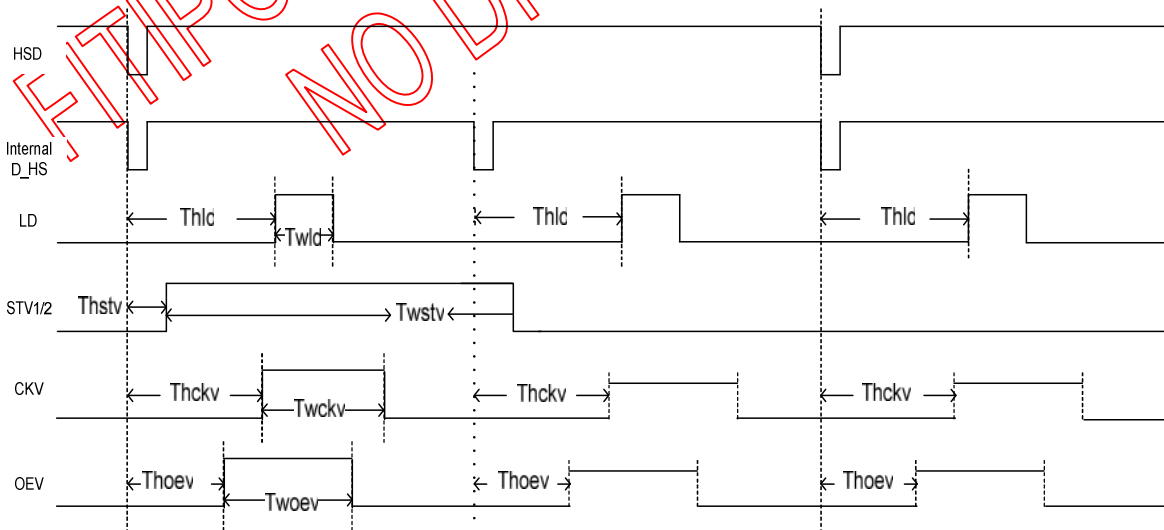 HSD
Internal
D_HS
LD
Thld
Twld
Thld
Thld
STV1/2
Thstv
Twstv
CKV
Thckv
Twckv
Thckv
Thckv
OEV
Thoev
Twoev
Thoev
Thoev
NO